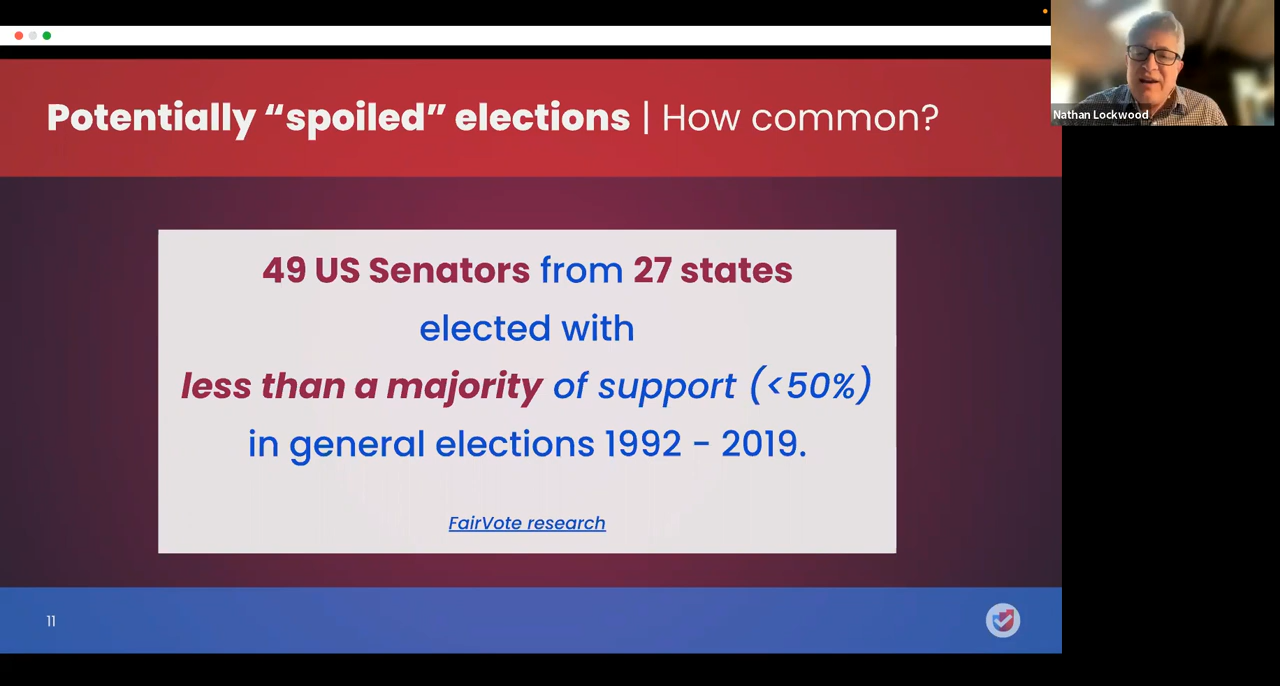 Potentially “spoiled” elections | How common?
Nathan Lockwood
49 US Senators from 27 states
elected with
less than a majority of support (<50%)
in general elections 1992 - 2019.
FairVote research
11